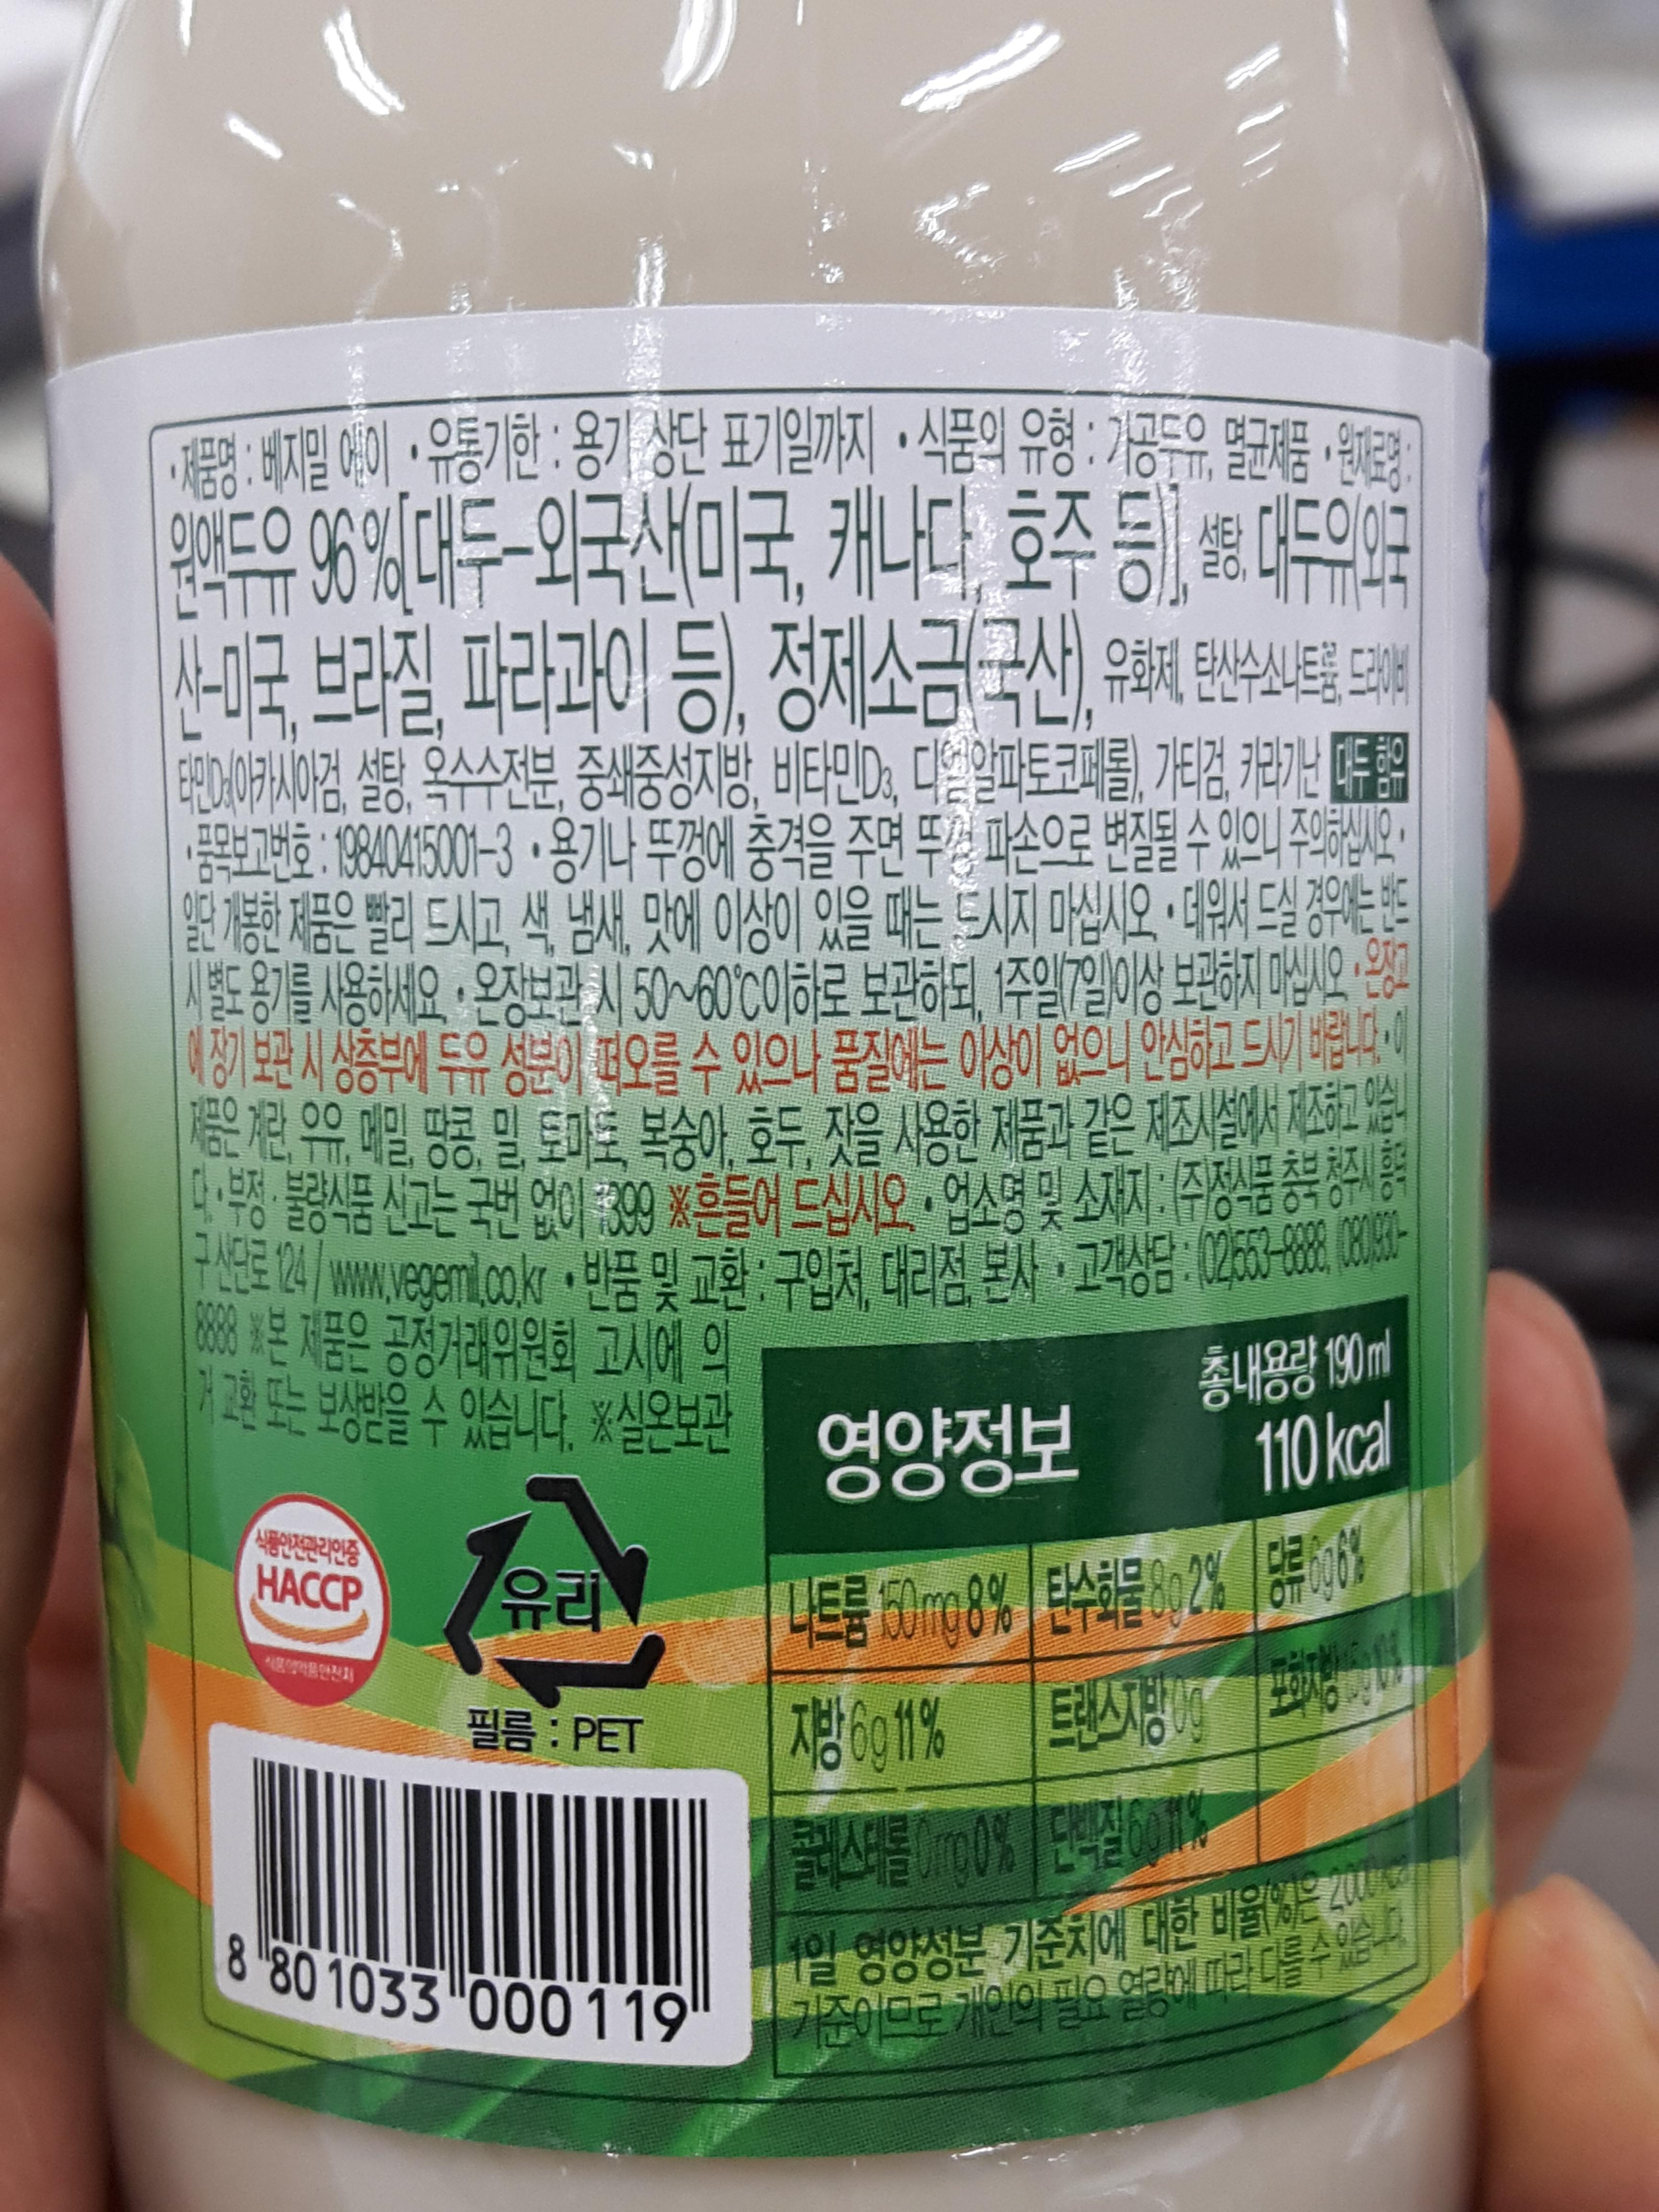 •제품명 : 베지밀 에이 •유통기한 : 용기 상단 표기일까지 •식품의 유형 : 가공두유, 멸균제품 •원재료명 :
원액두유 96%[대두-외국산(미국, 캐나다, 호주 등)], 설탕, 대두유(외국
산-미국, 브라질, 파라과이 등), 정제소금(국산), 유화제, 탄산수소나트륨, 드라이비
타민D₃(아카시아검, 설탕, 옥수수전분, 중쇄중성지방, 비타민D₃, 디엘알파토코페롤), 가티검, 카라기난 대두 함유
•품목보고번호 : 19840415001-3 •용기나 뚜껑에 충격을 주면 뚜껑 파손으로 변질될 수 있으니 주의하십시오 •
일단 개봉한 제품은 빨리 드시고, 색, 냄새, 맛에 이상이 있을 때는 드시지 마십시오 •데워서 드실 경우에는 반드
시 별도 용기를 사용하세요 •온장보관 시 50~60℃이하로 보관하되, 1주일(7일)이상 보관하지 마십시오 •온장고
에 장기 보관 시 상층부에 두유 성분이 떠오를 수 있으나 품질에는 이상이 없으니 안심하고 드시기 바랍니다. •이
제품은 계란, 우유, 메밀, 땅콩, 밀, 토마토, 복숭아, 호두, 잣을 사용한 제품과 같은 제조시설에서 제조하고 있습니
다. •부정·불량식품 신고는 국번 없이 1399 ※흔들어 드십시오. •업소명 및 소재지 : (주)정식품 충북 청주시 흥덕
구 산단로 124 / www.vegemil.co.kr •반품 및 교환 : 구입처, 대리점, 본사 •고객상담 : (02)553-8888, (080)930-
8888 ※본 제품은 공정거래위원회 고시에 의
거 교환 또는 보상받을 수 있습니다. ※실온보관
영양정보
총내용량 190 ml
110 kcal
식품안전관리인증
HACCP
식품의약품안전처
유리
필름 : PET
나트륨 150mg 8% 탄수화물 8g 2% 당류 6g 6%
지방 6g 11% 트랜스지방 0g 포화지방
콜레스테롤 0mg 0% 단백질 6g 11%
1일 영양성분 기준치에 대한 비율(%)은 2,000kcal
기준이므로 개인의 필요 열량에 따라 다를 수 있습니다.
8 801033 000119